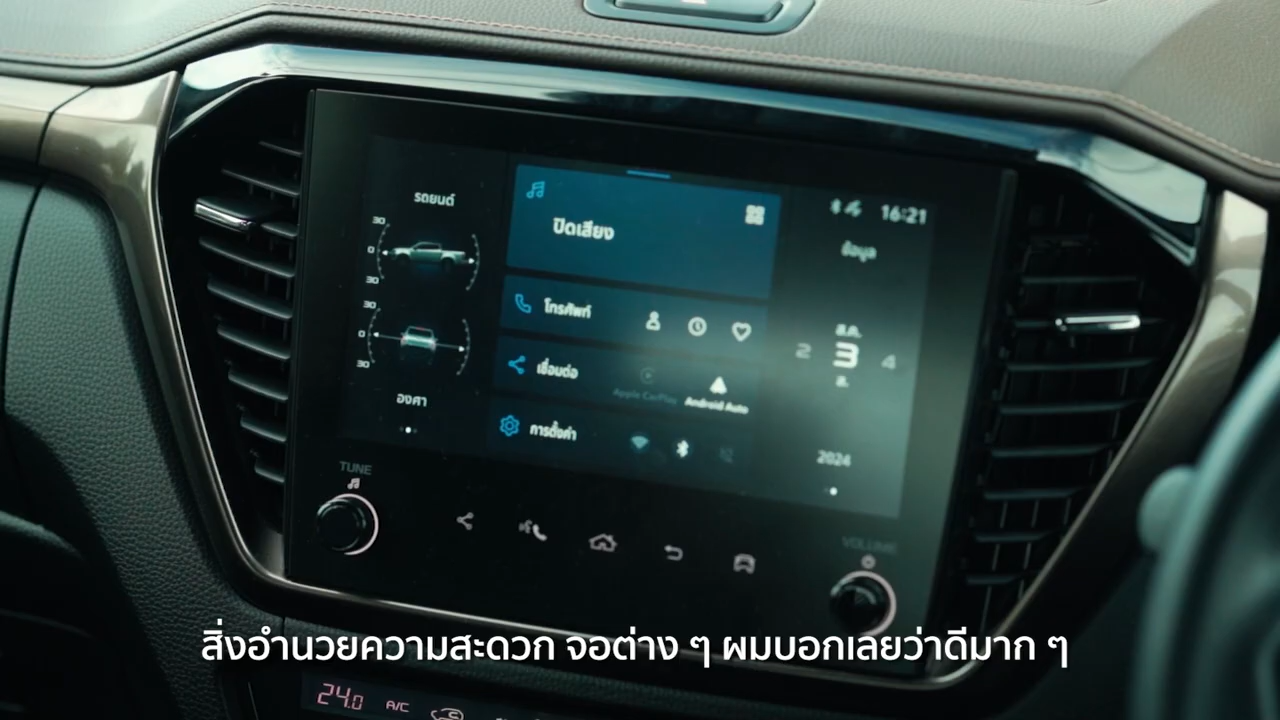 รถยนต์
30
0
30
30
0
30
องศา
ปิดเสียง
โทรศัพท์
เชื่อมต่อ
Apple CarPlay
Android Auto
การตั้งค่า
16:21
ข้อมูล
ส.ค.
2 3 4
ส.
2024
TUNE
VOLUME
สิ่งอำนวยความสะดวก จอต่าง ๆ ผมบอกเลยว่าดีมาก ๆ
24.0 A/C